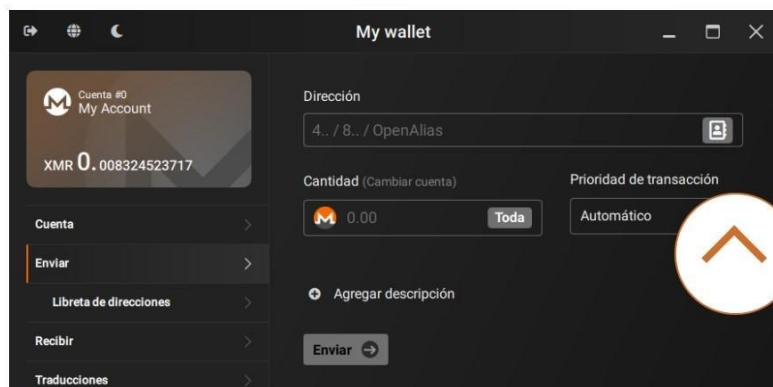 My wallet
Cuenta #0
My Account
XMR 0. 008324523717
Cuenta
Enviar
Libreta de direcciones
Recibir
Traducciones
Dirección
4.. / 8.. / OpenAlias
Cantidad (Cambiar cuenta)
0.00 Toda
Prioridad de transacción
Automático
Agregar descripción
Enviar